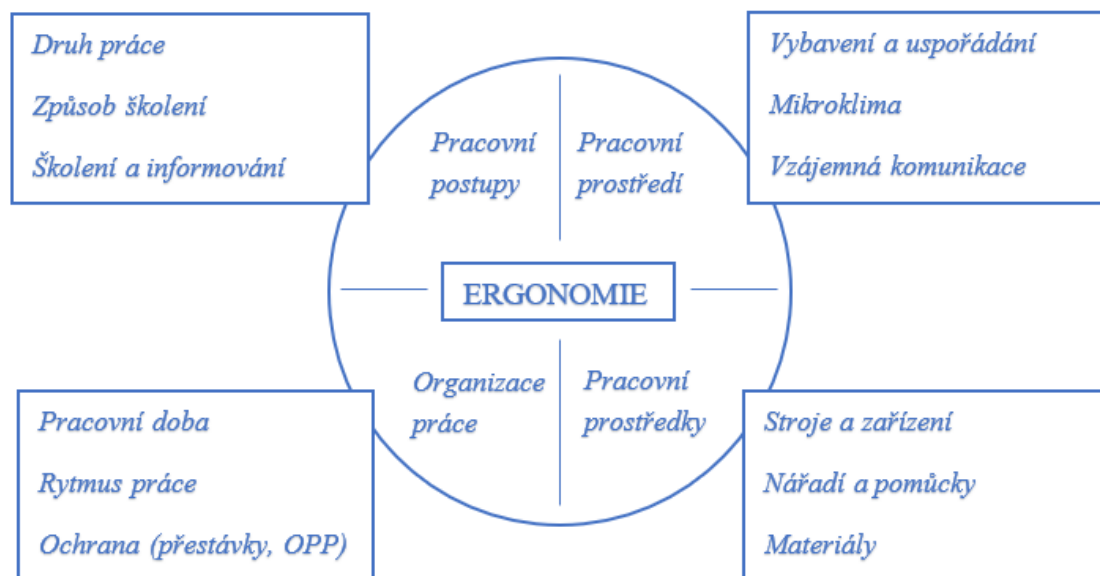 Druh práce
Způsob školení
Školení a informování
Vybavení a uspořádání
Mikroklima
Vzájemná komunikace
Pracovní
postupy
Pracovní
prostředí
ERGONOMIE
Organizace
práce
Pracovní
prostředky
Pracovní doba
Rytmus práce
Ochrana (přestávky, OPP)
Stroje a zařízení
Nářadí a pomůcky
Materiály